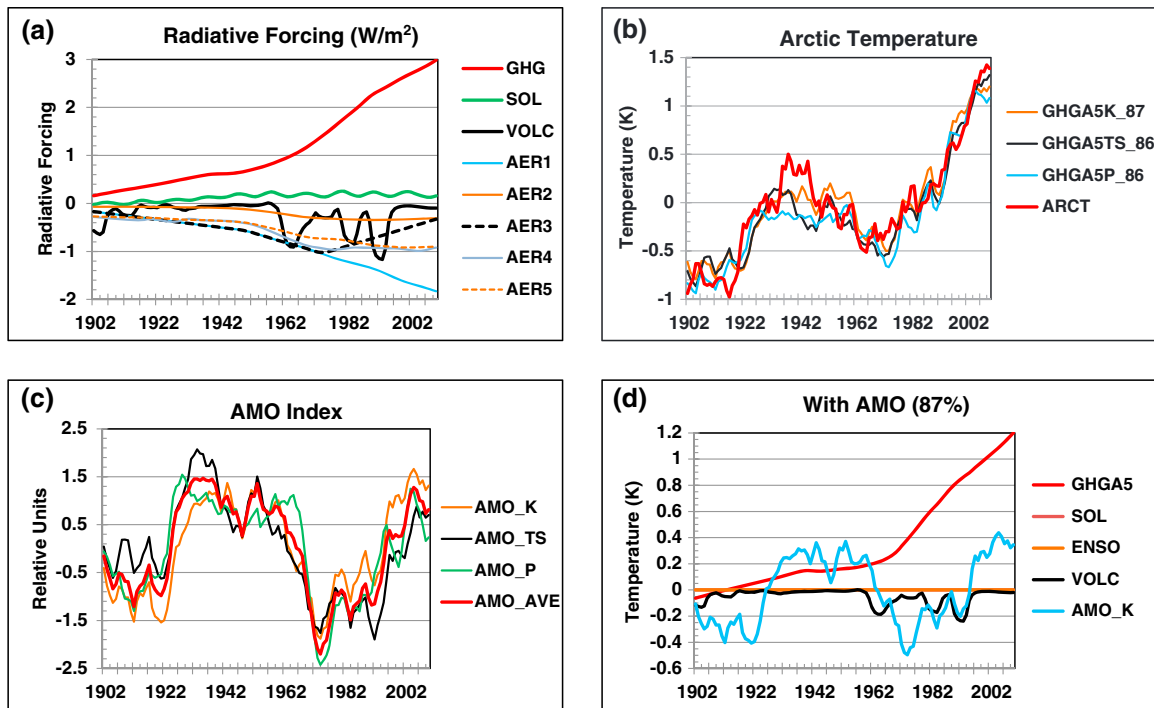 (a)
Radiative Forcing (W/m²)
Radiative Forcing
3
2
1
0
-1
-2
1902 1922 1942 1962 1982 2002
GHG
SOL
VOLC
AER1
AER2
AER3
AER4
AER5
(b)
Arctic Temperature
Temperature (K)
1.5
1
0.5
0
-0.5
-1
1902 1922 1942 1962 1982 2002
GHGA5K_87
GHGA5TS_86
GHGA5P_86
ARCT
(c)
AMO Index
Relative Units
2.5
1.5
0.5
-0.5
-1.5
-2.5
1902 1922 1942 1962 1982 2002
AMO_K
AMO_TS
AMO_P
AMO_AVE
(d)
With AMO (87%)
Temperature (K)
1.2
1
0.8
0.6
0.4
0.2
0
-0.2
-0.4
-0.6
1902 1922 1942 1962 1982 2002
GHGA5
SOL
ENSO
VOLC
AMO_K